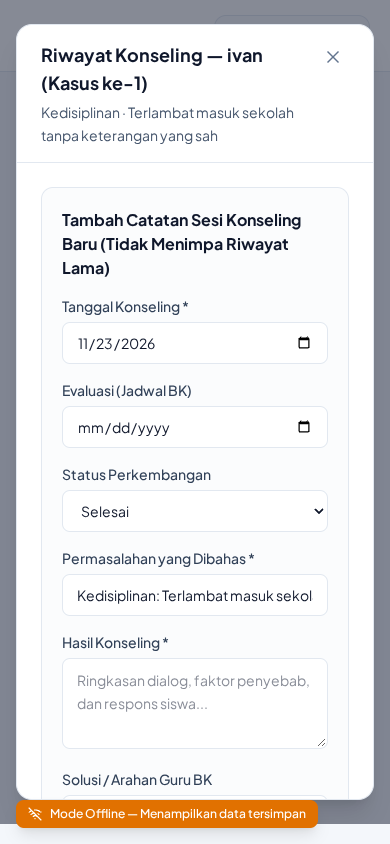 Riwayat Konseling — ivan
(Kasus ke-1)
Kedisiplinan · Terlambat masuk sekolah
tanpa keterangan yang sah
Tambah Catatan Sesi Konseling
Baru (Tidak Menimpa Riwayat
Lama)
Tanggal Konseling *
11/23/2026
Evaluasi (Jadwal BK)
mm/dd/yyyy
Status Perkembangan
Selesai
Permasalahan yang Dibahas *
Kedisiplinan: Terlambat masuk sekol
Hasil Konseling *
Ringkasan dialog, faktor penyebab,
dan respons siswa...
Solusi / Arahan Guru BK
Mode Offline — Menampilkan data tersimpan